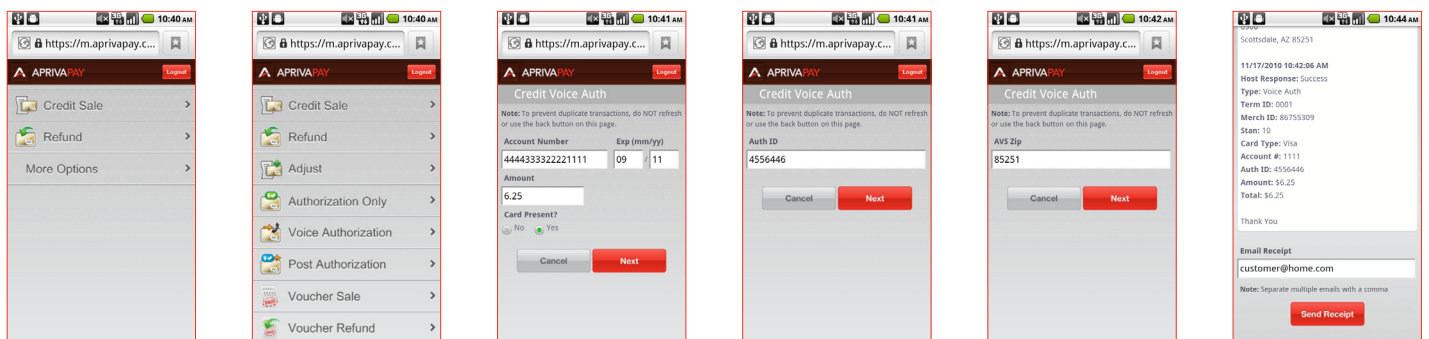 10:40 AM
https://m.aprivapay.c...
APRIVAPAY
Logout
Credit Sale
Refund
More Options
10:40 AM
https://m.aprivapay.c...
APRIVAPAY
Logout
Credit Sale
Refund
Adjust
Authorization Only
Voice Authorization
Post Authorization
Voucher Sale
Voucher Refund
10:41 AM
https://m.aprivapay.c...
APRIVAPAY
Logout
Credit Voice Auth
Note: To prevent duplicate transactions, do NOT refresh
or use the back button on this page.
Account Number Exp (mm/yy)
4444333322221111 09 / 11
Amount
6.25
Card Present?
No Yes
Cancel Next
10:41 AM
https://m.aprivapay.c...
APRIVAPAY
Logout
Credit Voice Auth
Note: To prevent duplicate transactions, do NOT refresh
or use the back button on this page.
Auth ID
4556446
Cancel Next
10:42 AM
https://m.aprivapay.c...
APRIVAPAY
Logout
Credit Voice Auth
Note: To prevent duplicate transactions, do NOT refresh
or use the back button on this page.
AVS Zip
85251
Cancel Next
10:44 AM
Scottsdale, AZ 85251
11/17/2010 10:42:06 AM
Host Response: Success
Type: Voice Auth
Term ID: 0001
Merch ID: 86755309
Stan: 10
Card Type: Visa
Account #: 1111
Auth ID: 4556446
Amount: $6.25
Total: $6.25
Thank You
Email Receipt
customer@home.com
Note: Separate multiple emails with a comma
Send Receipt